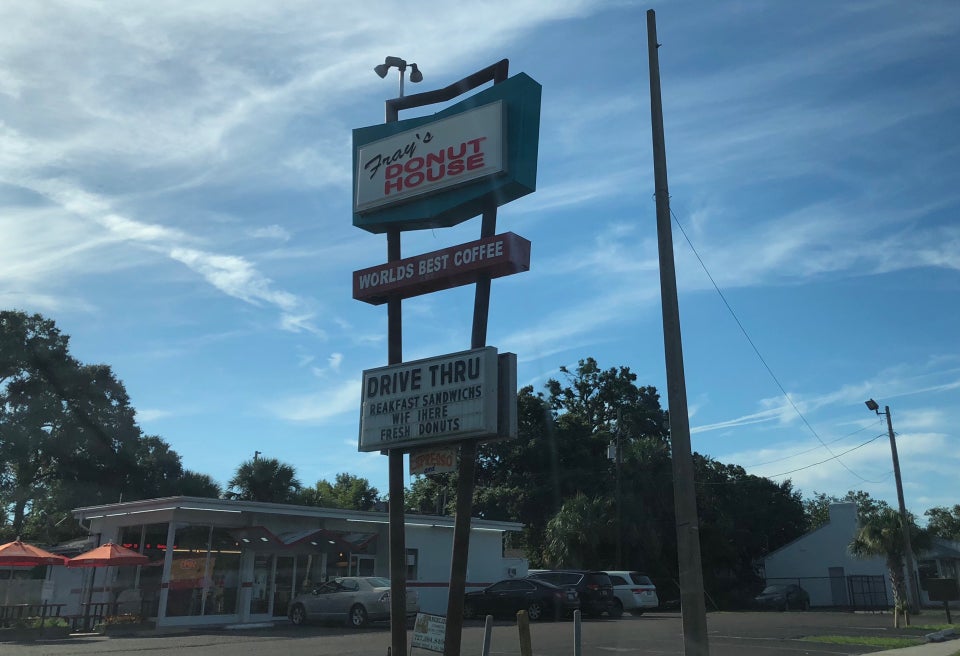 Fray's
DONUT
HOUSE
WORLDS BEST COFFEE
DRIVE THRU
REAKFAST SANDWICHS
WIF IHERE
FRESH DONUTS
ESPRESSO